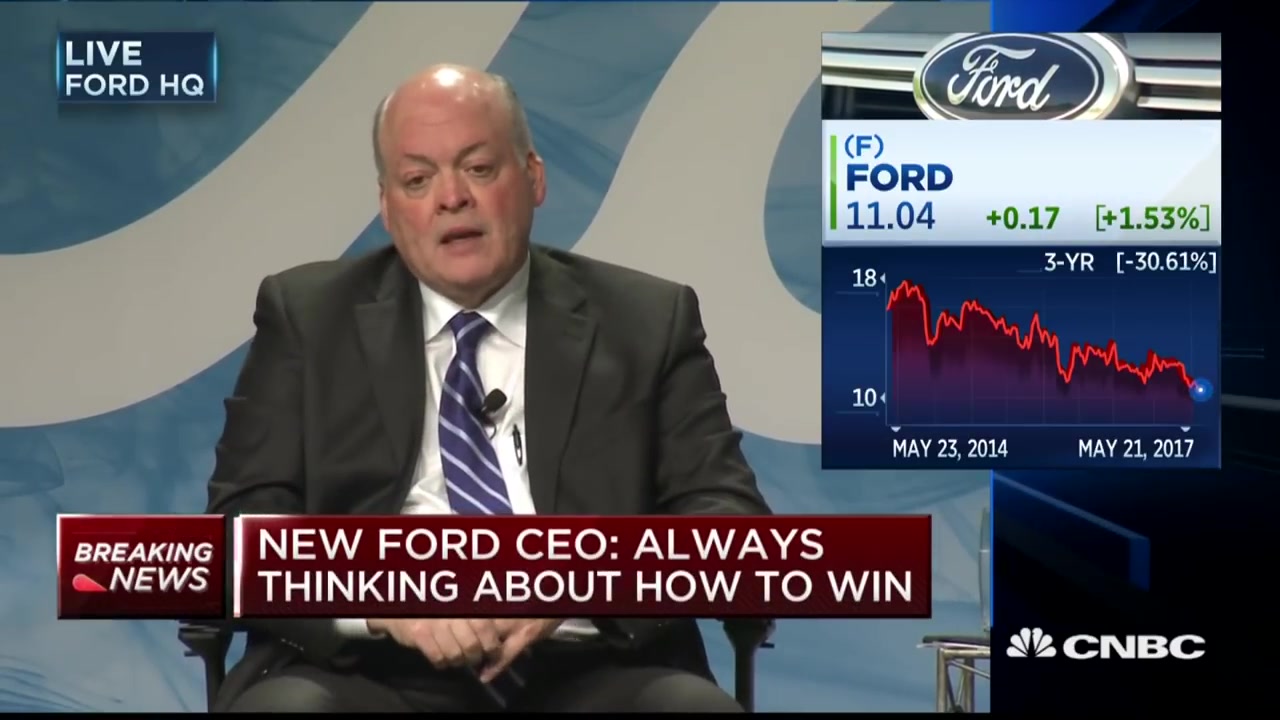 LIVE
FORD HQ
Ford
(F)
FORD
11.04 +0.17 [+1.53%]
3-YR [-30.61%]
18
10
MAY 23, 2014 MAY 21, 2017
BREAKING
NEWS
NEW FORD CEO: ALWAYS
THINKING ABOUT HOW TO WIN
CNBC